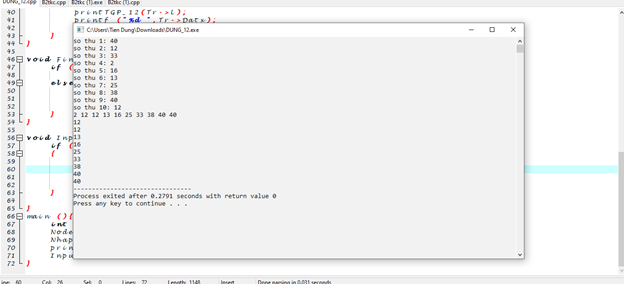 DUNG_12.cpp B2tkc.cpp B2tkc (1).exe B2tkc (1).cpp
40 printTGP_12(Tr->L);
41 printf ("%d ",Tr->Data);
42
43 }
44 }
45
46 void Fin
47 if (
48
49 else
50
51
52
53 }
54 }
55
56 void Inp
57 if (
58 {
59
60
61
62
63 }
64
65 }
66 main (){
67 int
68 Node
69 Nhap
70 prin
71 Inpu
72 }
C:\Users\Tien Dung\Downloads\DUNG_12.exe
so thu 1: 40
so thu 2: 12
so thu 3: 33
so thu 4: 2
so thu 5: 16
so thu 6: 13
so thu 7: 25
so thu 8: 38
so thu 9: 40
so thu 10: 12
2 12 12 13 16 25 33 38 40 40
12
12
13
16
25
33
38
40
40
--------------------------------
Process exited after 0.2791 seconds with return value 0
Press any key to continue . . .
Line: 60 Col: 26 Sel: 0 Lines: 72 Length: 1148 Insert Done parsing in 0.031 seconds